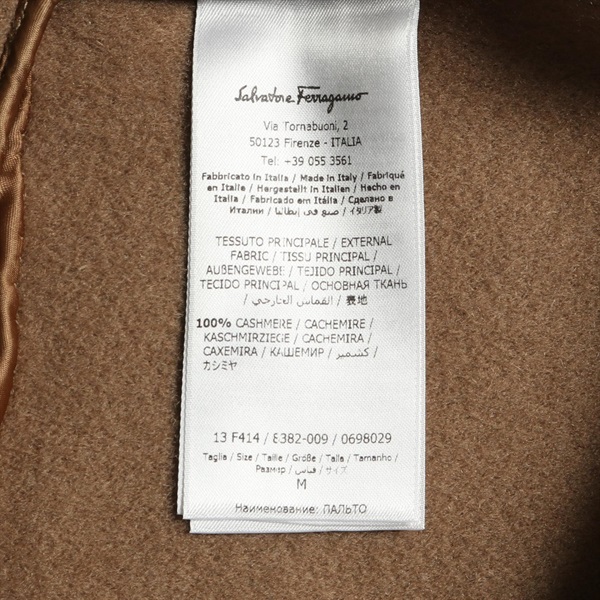 Salvatore Ferragamo
Via Tornabuoni, 2
50123 Firenze - ITALIA
Tel: +39 055 3561
Fabbricato in Italia / Made in Italy / Fabriqué
en Italie / Hergestellt in Italien / Hecho en
Italia / Fabricado em Itália / Сделано в
Италии / صنع في إيطاليا / イタリア製
TESSUTO PRINCIPALE / EXTERNAL
FABRIC / TISSU PRINCIPAL /
AUßENGEWEBE / TEJIDO PRINCIPAL /
TECIDO PRINCIPAL / ОСНОВНАЯ ТКАНЬ
/ القماس الخارجي / 表地
100% CASHMERE / CACHEMIRE /
KASCHMIRZIEGE / CACHEMIRA /
CAXEMIRA / КАШЕМИР / كشمير /
カシミヤ
13 F414 / 8382-009 / 0698029
Taglia / Size / Taille / Größe / Talla / Tamanho /
Размер / قياس / サイズ
M
Наименование: ПАЛЬТО